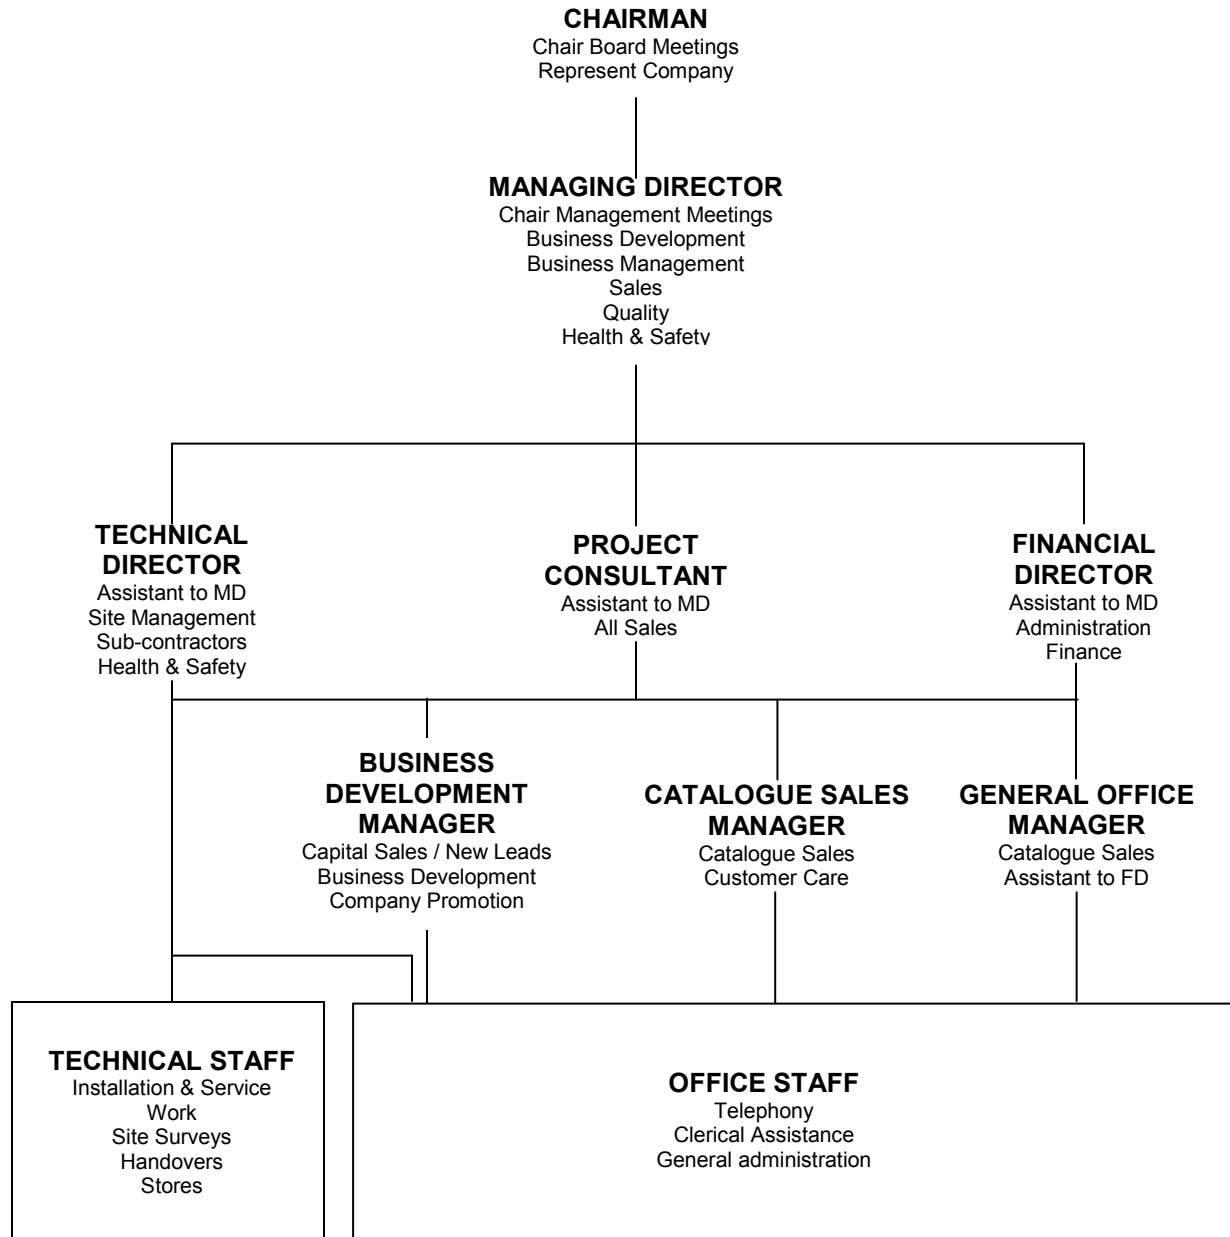 CHAIRMAN
Chair Board Meetings
Represent Company
MANAGING DIRECTOR
Chair Management Meetings
Business Development
Business Management
Sales
Quality
Health & Safety
TECHNICAL
DIRECTOR
Assistant to MD
Site Management
Sub-contractors
Health & Safety
PROJECT
CONSULTANT
Assistant to MD
All Sales
FINANCIAL
DIRECTOR
Assistant to MD
Administration
Finance
BUSINESS
DEVELOPMENT
MANAGER
Capital Sales / New Leads
Business Development
Company Promotion
CATALOGUE SALES
MANAGER
Catalogue Sales
Customer Care
GENERAL OFFICE
MANAGER
Catalogue Sales
Assistant to FD
TECHNICAL STAFF
Installation & Service
Work
Site Surveys
Handovers
Stores
OFFICE STAFF
Telephony
Clerical Assistance
General administration